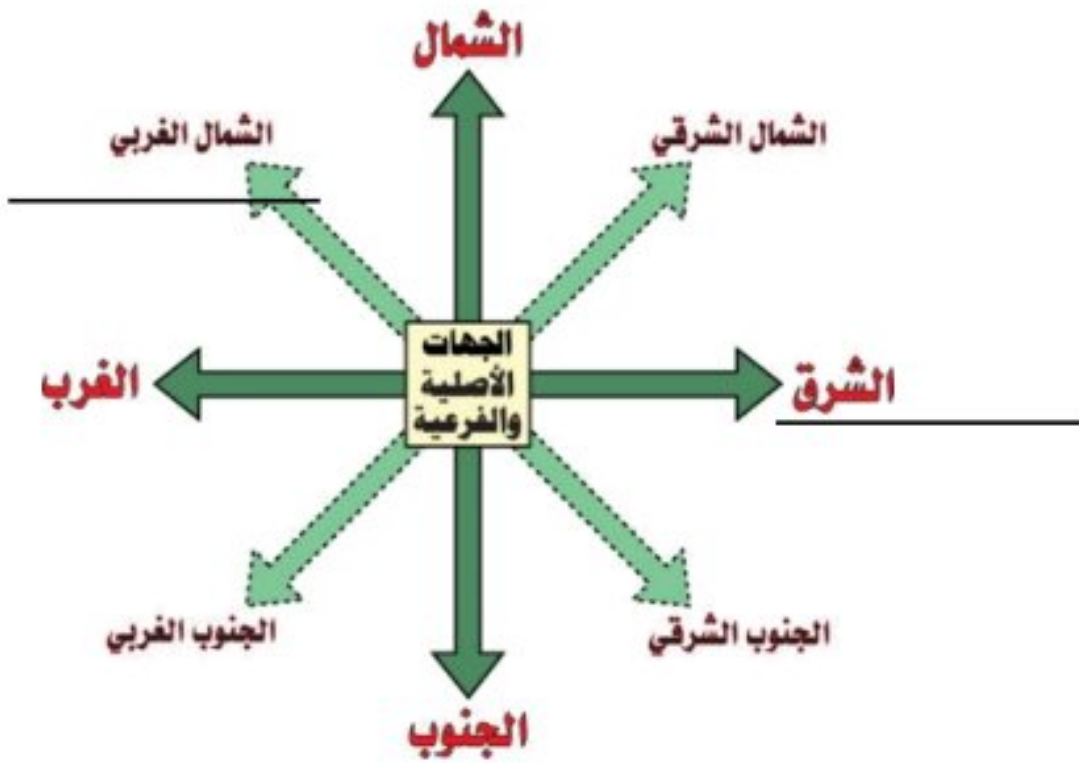 الشمال
الشمال الشرقي
الشمال الغربي
الشرق
الجهات
الأصلية
والفرعية
الغرب
الجنوب الشرقي
الجنوب الغربي
الجنوب